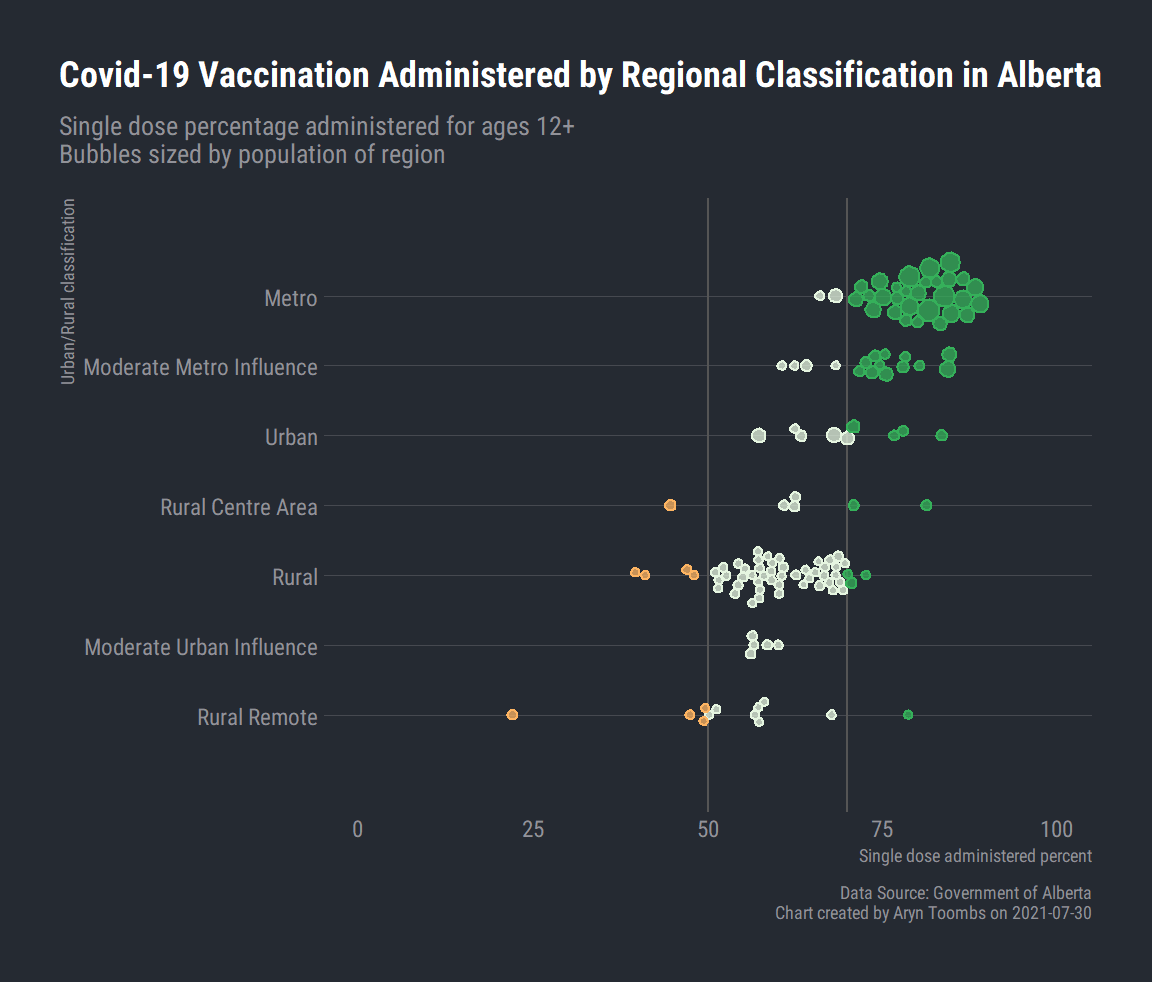 Covid-19 Vaccination Administered by Regional Classification in Alberta
Single dose percentage administered for ages 12+
Bubbles sized by population of region
Urban/Rural classification
Metro
Moderate Metro Influence
Urban
Rural Centre Area
Rural
Moderate Urban Influence
Rural Remote
0 25 50 75 100
Single dose administered percent
Data Source: Government of Alberta
Chart created by Aryn Toombs on 2021-07-30